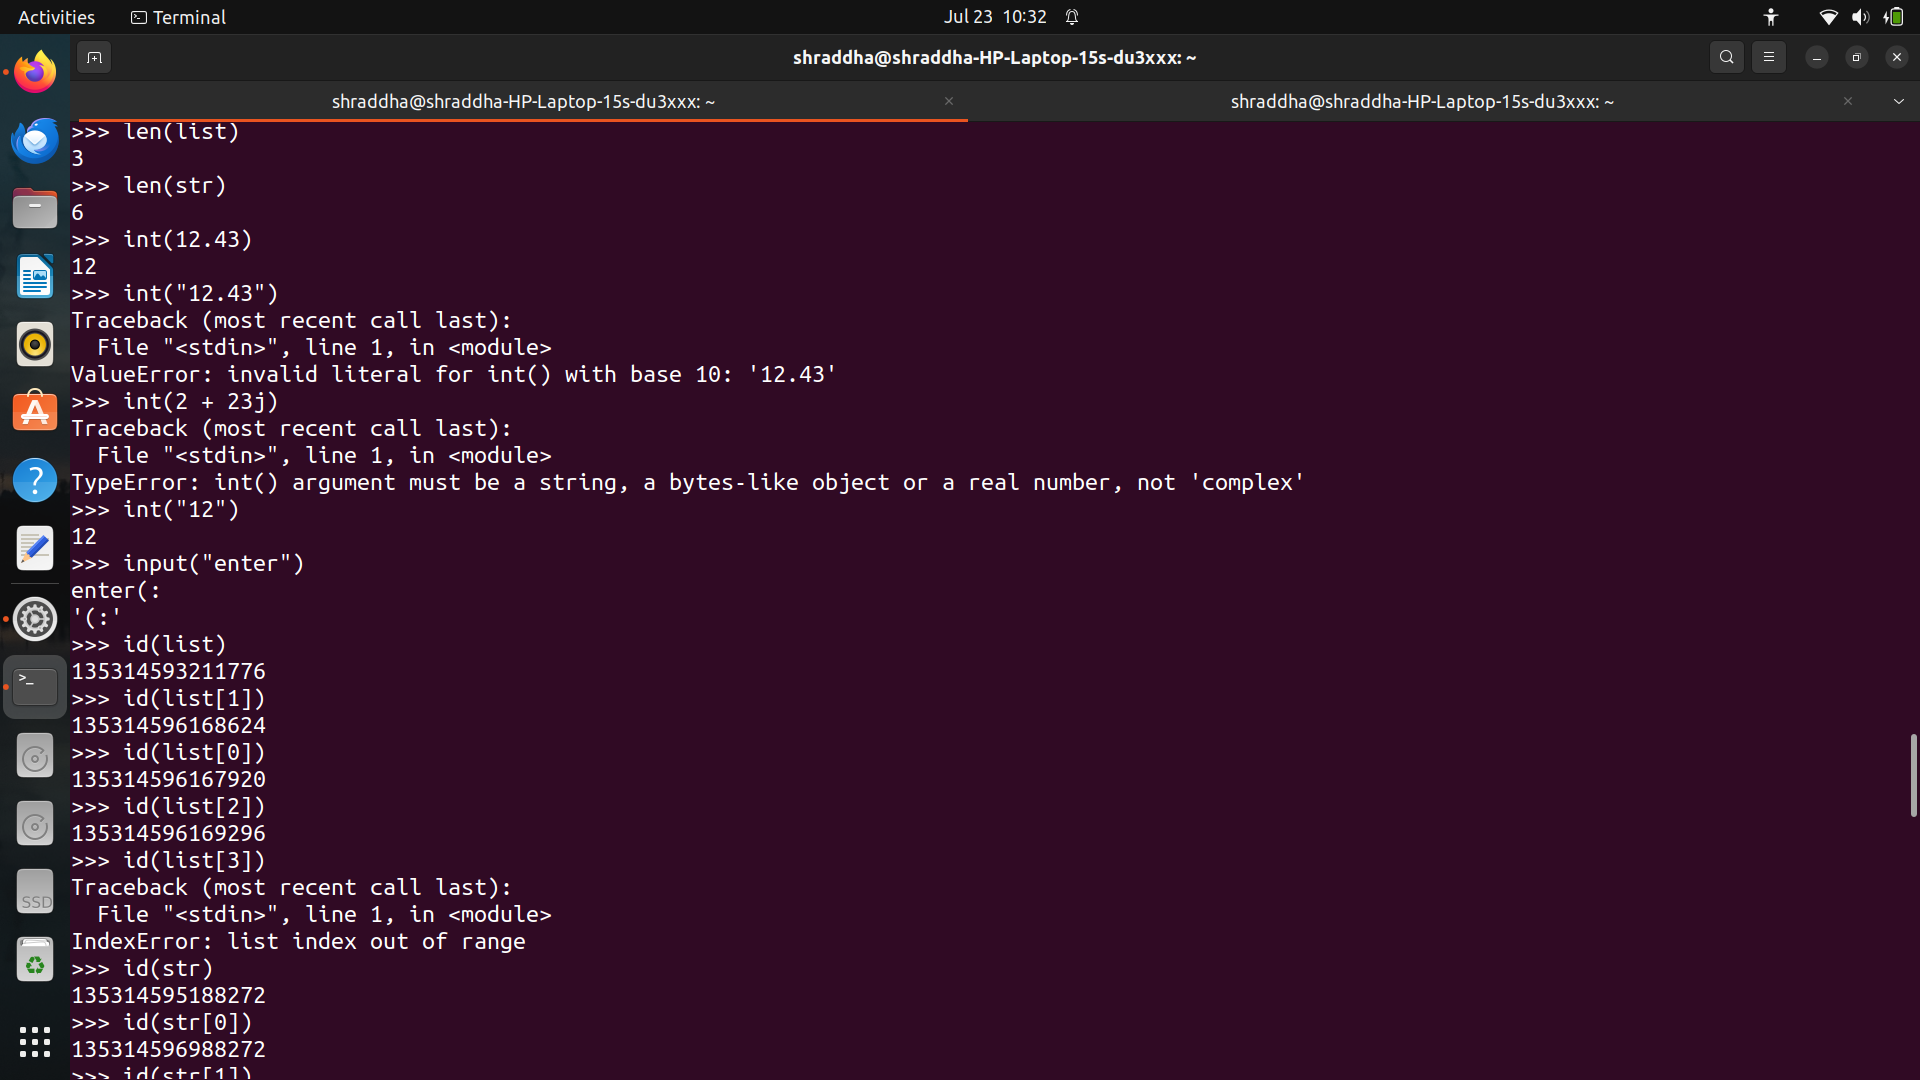 Activities
Terminal
Jul 23 10:32
shraddha@shraddha-HP-Laptop-15s-du3xxx: ~
shraddha@shraddha-HP-Laptop-15s-du3xxx: ~
shraddha@shraddha-HP-Laptop-15s-du3xxx: ~
>>> len(list)
3
>>> len(str)
6
>>> int(12.43)
12
>>> int("12.43")
Traceback (most recent call last):
  File "<stdin>", line 1, in <module>
ValueError: invalid literal for int() with base 10: '12.43'
>>> int(2 + 23j)
Traceback (most recent call last):
  File "<stdin>", line 1, in <module>
TypeError: int() argument must be a string, a bytes-like object or a real number, not 'complex'
>>> int("12")
12
>>> input("enter")
enter(:
'(:'
>>> id(list)
135314593211776
>>> id(list[1])
135314596168624
>>> id(list[0])
135314596167920
>>> id(list[2])
135314596169296
>>> id(list[3])
Traceback (most recent call last):
  File "<stdin>", line 1, in <module>
IndexError: list index out of range
>>> id(str)
135314595188272
>>> id(str[0])
135314596988272
>>> id(str[1])
SSD